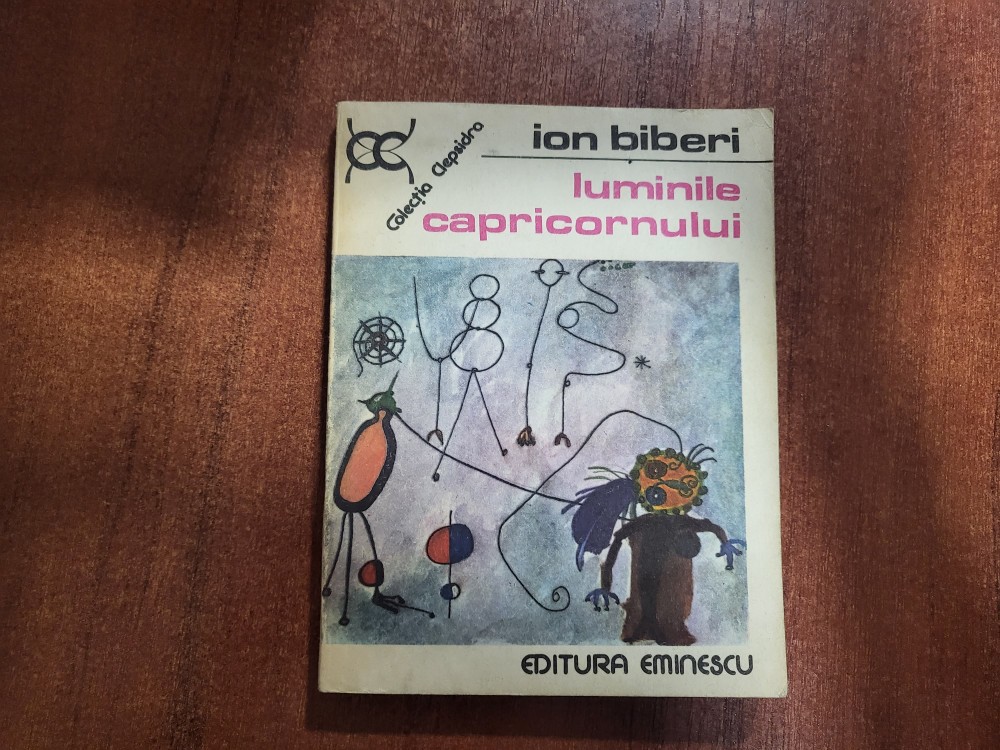 Colecția Clepsidra
ion biberi
luminile
capricornului
EDITURA EMINESCU